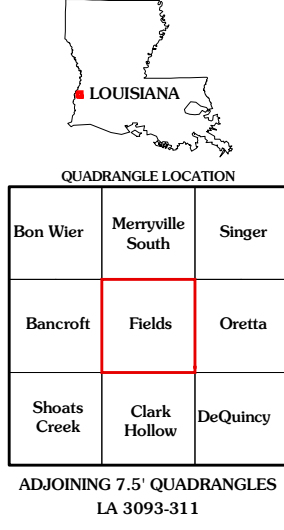 LOUISIANA
QUADRANGLE LOCATION
Bon Wier
Merryville
South
Singer
Bancroft
Fields
Oretta
Shoats
Creek
Clark
Hollow
DeQuincy
ADJOINING 7.5' QUADRANGLES
LA 3093-311